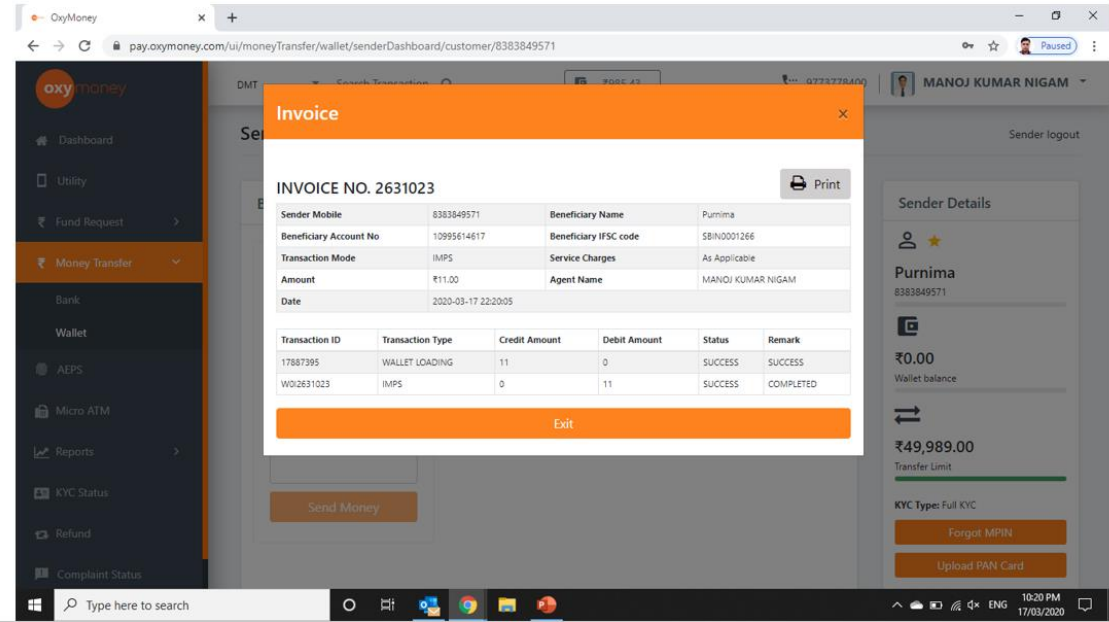 OxyMoney
pay.oxymoney.com/ui/moneyTransfer/wallet/senderDashboard/customer/8383849571
Paused
oxymoney
DMT
Search Transaction
₹985.43
9773778400
MANOJ KUMAR NIGAM
Dashboard
Utility
Fund Request
Money Transfer
Bank
Wallet
AEPS
Micro ATM
Reports
KYC Status
Refund
Complaint Status
Sender logout
Invoice
×
INVOICE NO. 2631023
Print
Sender Mobile 8383849571 Beneficiary Name Purnima
Beneficiary Account No 10995614617 Beneficiary IFSC code SBIN0001266
Transaction Mode IMPS Service Charges As Applicable
Amount ₹11.00 Agent Name MANOJ KUMAR NIGAM
Date 2020-03-17 22:20:05
Transaction ID Transaction Type Credit Amount Debit Amount Status Remark
17887395 WALLET LOADING 11 0 SUCCESS SUCCESS
W0I2631023 IMPS 0 11 SUCCESS COMPLETED
Exit
Send Money
Sender Details
Purnima
8383849571
₹0.00
Wallet balance
₹49,989.00
Transfer Limit
KYC Type: Full KYC
Forgot MPIN
Upload PAN Card
Type here to search
ENG
10:20 PM
17/03/2020